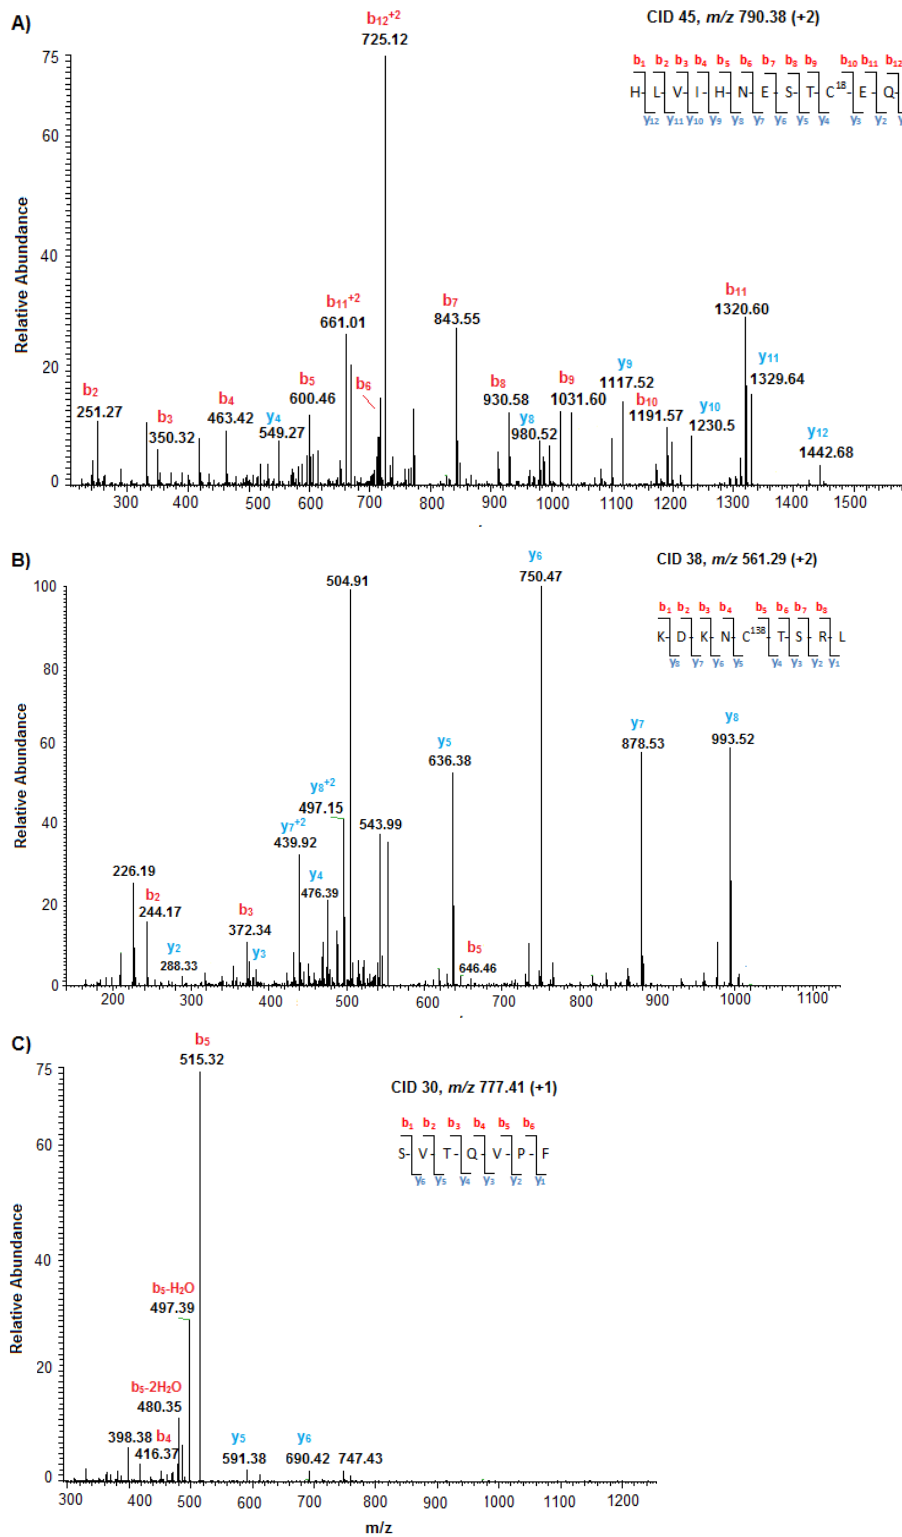 A)
CID 45, m/z 790.38 (+2)
b₁ b₂ b₃ b₄ b₅ b₆ b₇ b₈ b₉ b₁₀ b₁₁ b₁₂
H- L- V- I- H- N- E- S- T- C¹⁸- E- Q
y₁₂ y₁₁ y₁₀ y₉ y₈ y₇ y₆ y₅ y₄ y₃ y₂
Relative Abundance
75
60
40
20
0
b₂
251.27
b₃
350.32
b₄
463.42
y₄
549.27
b₅
600.46
b₁₁⁺²
661.01
b₆
b₁₂⁺²
725.12
b₇
843.55
b₈
930.58
y₈
980.52
b₉
1031.60
y₉
1117.52
b₁₀
1191.57
y₁₀
1230.5
b₁₁
1320.60
y₁₁
1329.64
y₁₂
1442.68
300 400 500 600 700 800 900 1000 1100 1200 1300 1400 1500
B)
CID 38, m/z 561.29 (+2)
b₁ b₂ b₃ b₄ b₅ b₆ b₇ b₈
K- D- K- N- C¹³⁸- T- S- R- L
y₈ y₇ y₆ y₅ y₄ y₃ y₂ y₁
Relative Abundance
100
80
60
40
20
0
226.19
b₂
244.17
y₂
288.33
b₃
372.34
y₃
y₇⁺²
439.92
y₄
476.39
y₈⁺²
497.15
504.91
543.99
y₅
636.38
b₅
646.46
y₆
750.47
y₇
878.53
y₈
993.52
200 300 400 500 600 700 800 900 1000 1100
C)
CID 30, m/z 777.41 (+1)
b₁ b₂ b₃ b₄ b₅ b₆
S- V- T- Q- V- P- F
y₆ y₅ y₄ y₃ y₂ y₁
Relative Abundance
75
60
40
20
0
398.38
b₄
416.37
b₅-2H₂O
480.35
b₅-H₂O
497.39
b₅
515.32
y₅
591.38
y₆
690.42
747.43
300 400 500 600 700 800 900 1000 1100 1200
m/z